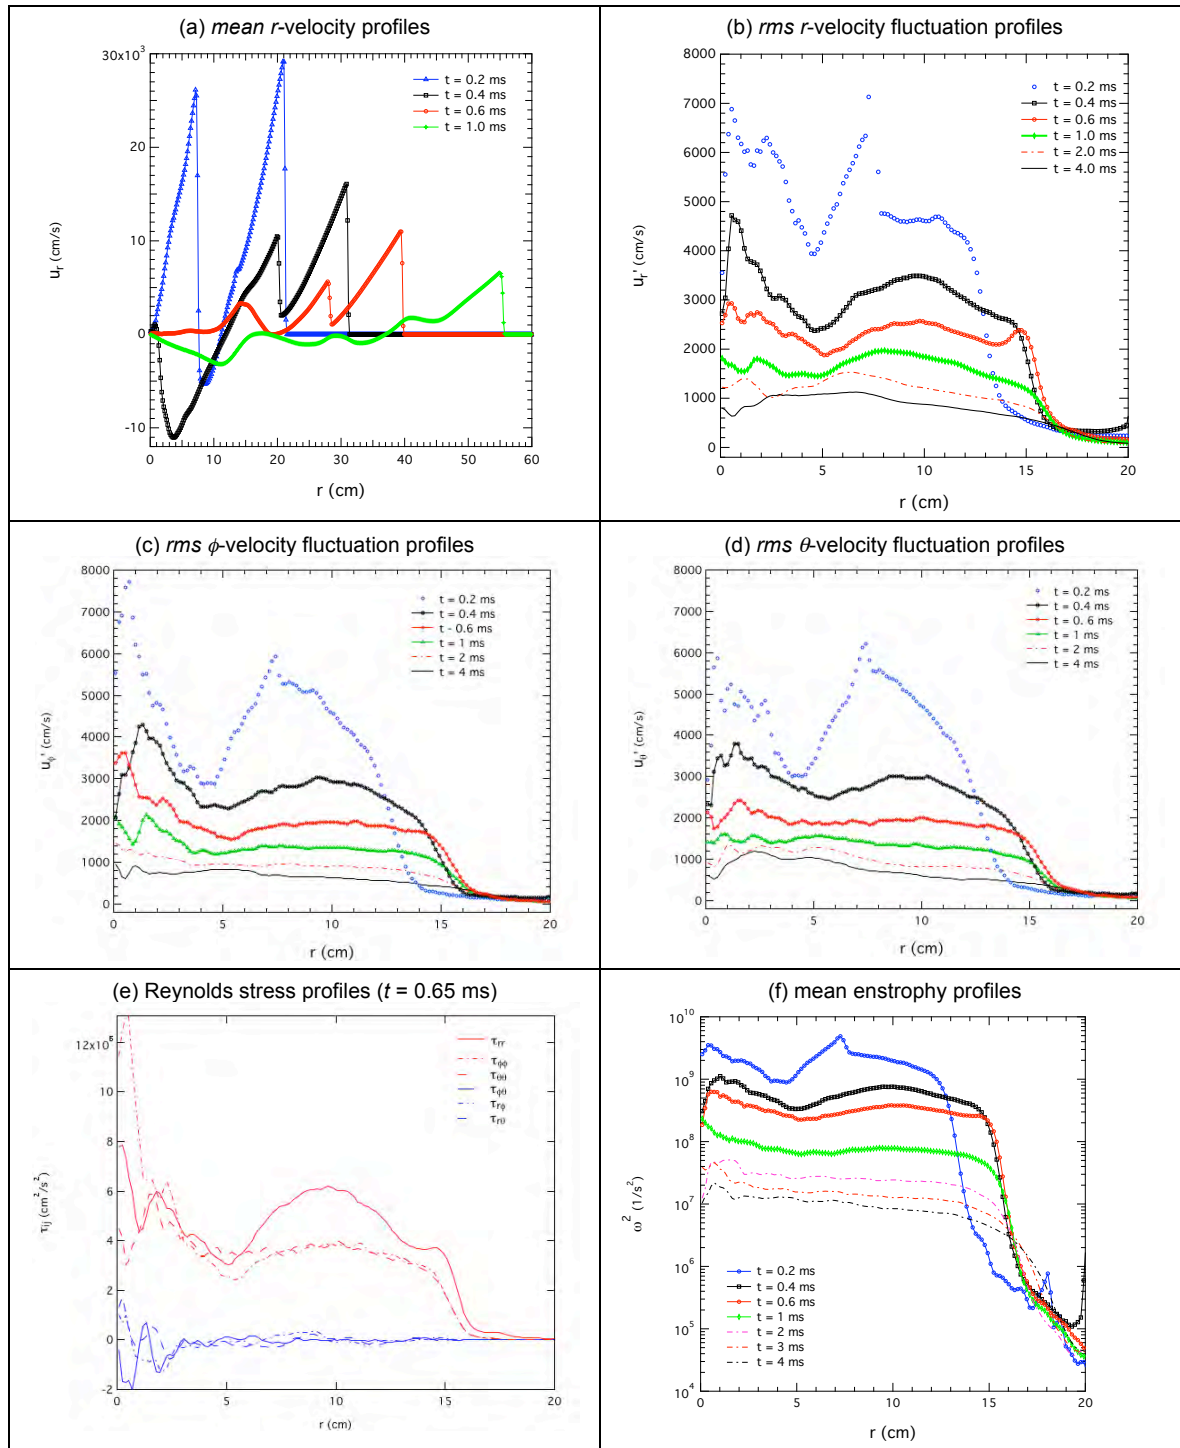 (a) mean r-velocity profiles
30x10³
20
10
0
-10
u_r (cm/s)
t = 0.2 ms
t = 0.4 ms
t = 0.6 ms
t = 1.0 ms
0 10 20 30 40 50 60
r (cm)
(b) rms r-velocity fluctuation profiles
8000
7000
6000
5000
4000
3000
2000
1000
0
u_r' (cm/s)
t = 0.2 ms
t = 0.4 ms
t = 0.6 ms
t = 1.0 ms
t = 2.0 ms
t = 4.0 ms
0 5 10 15 20
r (cm)
(c) rms ϕ-velocity fluctuation profiles
8000
7000
6000
5000
4000
3000
2000
1000
0
u_ϕ' (cm/s)
t = 0.2 ms
t = 0.4 ms
t - 0.6 ms
t = 1 ms
t = 2 ms
t = 4 ms
0 5 10 15 20
r (cm)
(d) rms θ-velocity fluctuation profiles
8000
7000
6000
5000
4000
3000
2000
1000
0
u_θ' (cm/s)
t = 0.2 ms
t = 0.4 ms
t = 0. 6 ms
t = 1 ms
t = 2 ms
t = 4 ms
0 5 10 15 20
r (cm)
(e) Reynolds stress profiles (t = 0.65 ms)
12x10⁵
8
6
4
2
0
-2
τ_ij (cm²/s²)
τ_rr
τ_ϕϕ
τ_θθ
τ_ϕθ
τ_rϕ
τ_rθ
0 5 10 15 20
r (cm)
(f) mean enstrophy profiles
10¹⁰
10⁹
10⁸
10⁷
10⁶
10⁵
10⁴
ω² (1/s²)
t = 0.2 ms
t = 0.4 ms
t = 0.6 ms
t = 1 ms
t = 2 ms
t = 3 ms
t = 4 ms
0 5 10 15 20
r (cm)